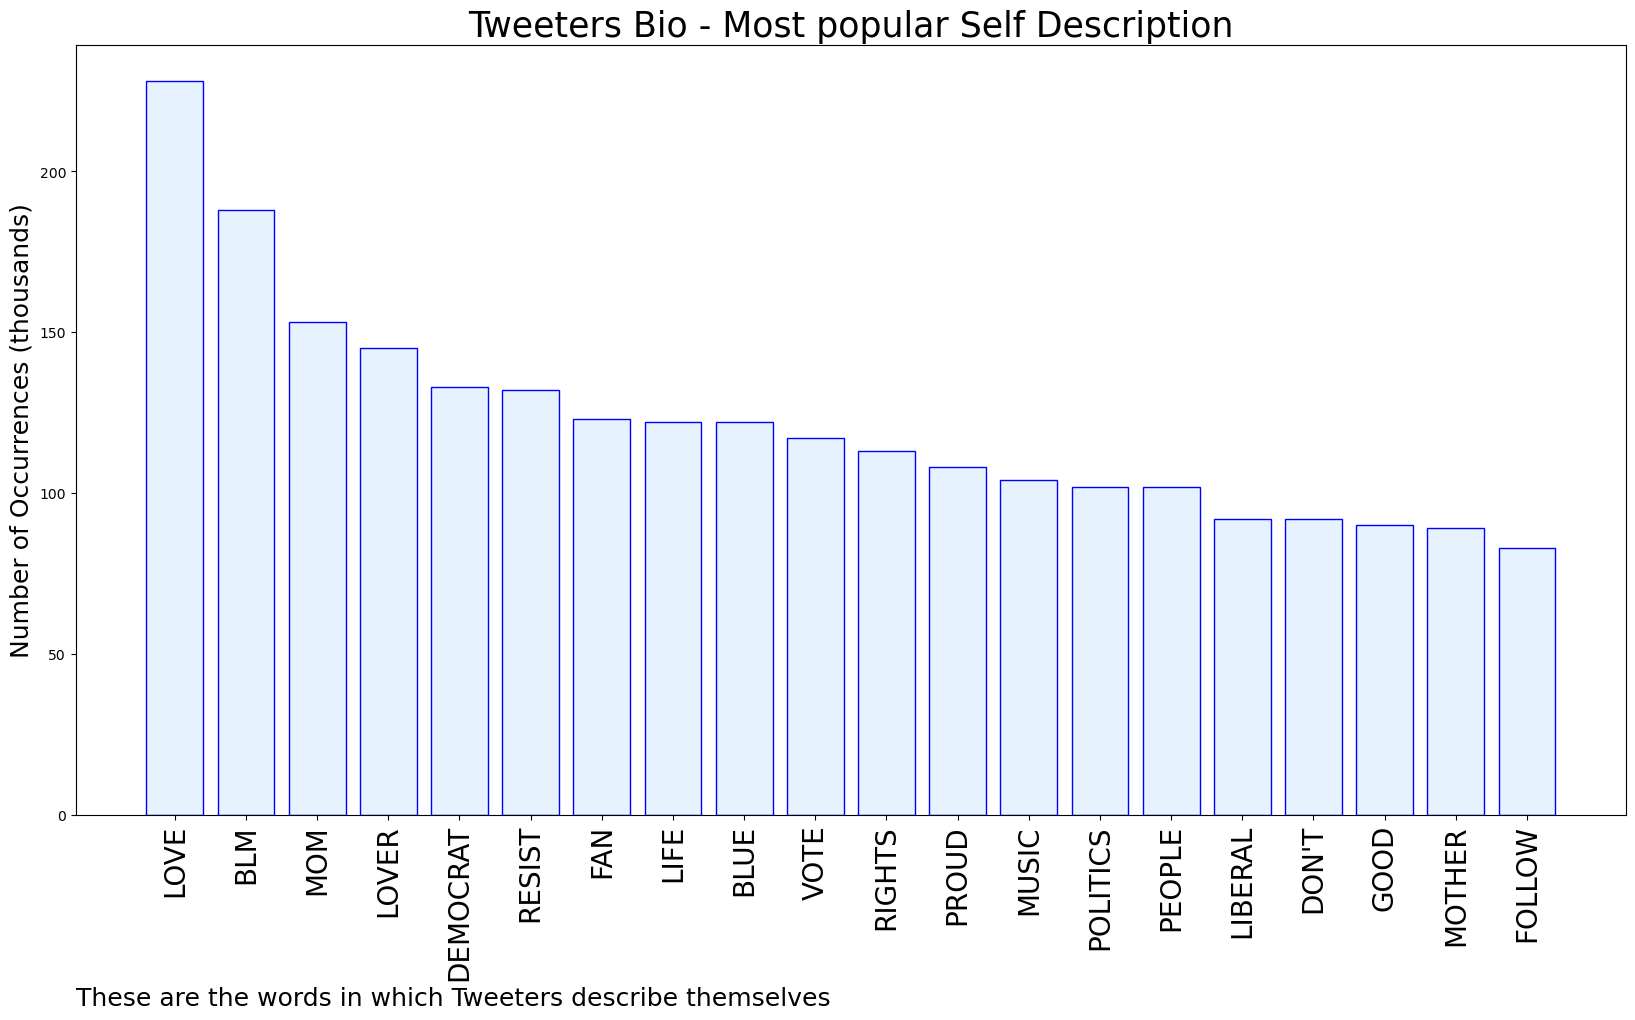 Tweeters Bio - Most popular Self Description
Number of Occurrences (thousands)
200
150
100
50
0
LOVE
BLM
MOM
LOVER
DEMOCRAT
RESIST
FAN
LIFE
BLUE
VOTE
RIGHTS
PROUD
MUSIC
POLITICS
PEOPLE
LIBERAL
DON'T
GOOD
MOTHER
FOLLOW
These are the words in which Tweeters describe themselves